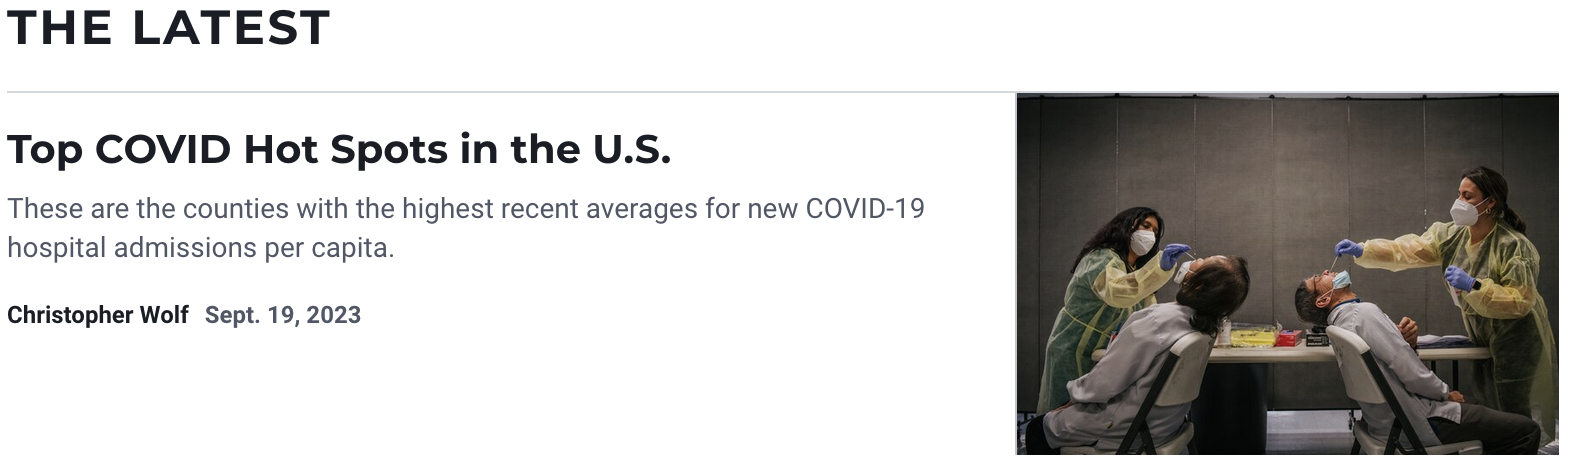 THE LATEST
Top COVID Hot Spots in the U.S.
These are the counties with the highest recent averages for new COVID-19
hospital admissions per capita.
Christopher Wolf Sept. 19, 2023